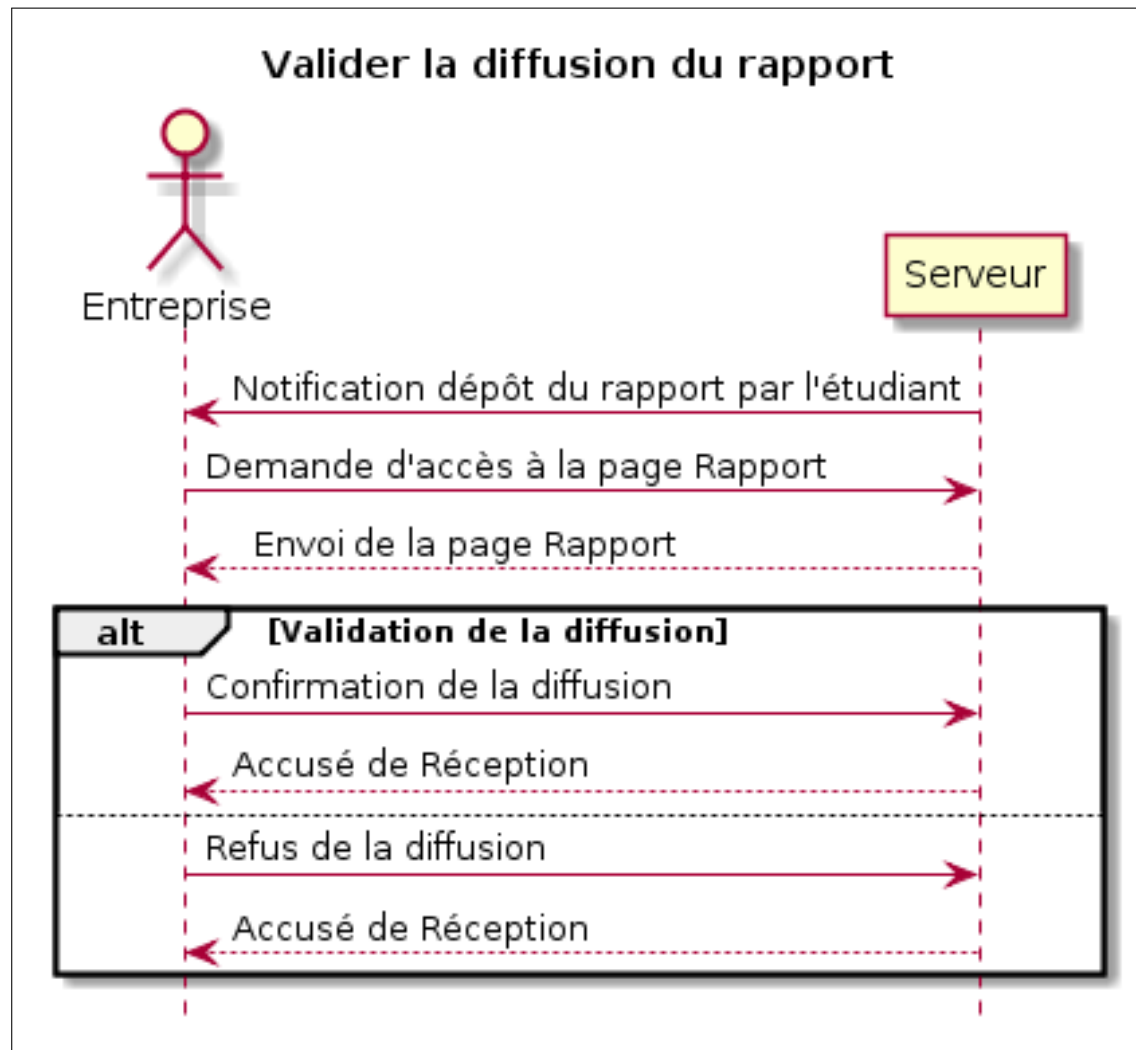 Valider la diffusion du rapport
Entreprise
Serveur
Notification dépôt du rapport par l'étudiant
Demande d'accès à la page Rapport
Envoi de la page Rapport
alt
[Validation de la diffusion]
Confirmation de la diffusion
Accusé de Réception
Refus de la diffusion
Accusé de Réception